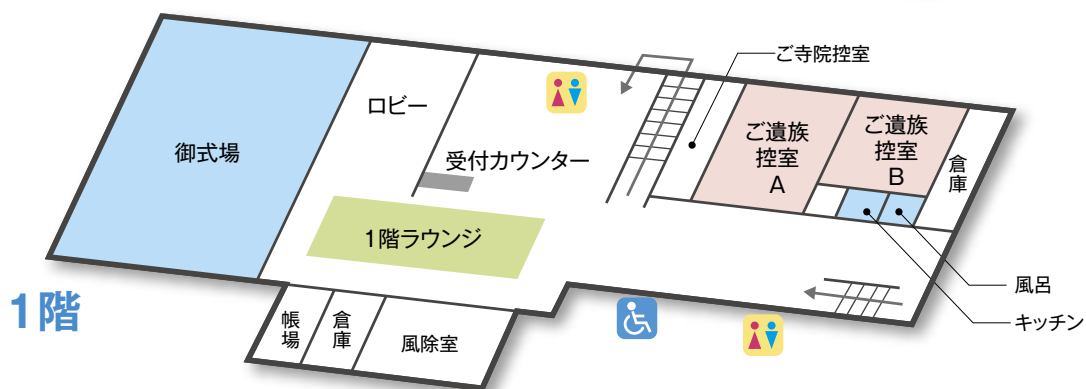 ご寺院控室
ロビー
御式場
受付カウンター
ご遺族
控室
A
ご遺族
控室
B
倉庫
1階ラウンジ
1階
風呂
キッチン
帳場
倉庫
風除室